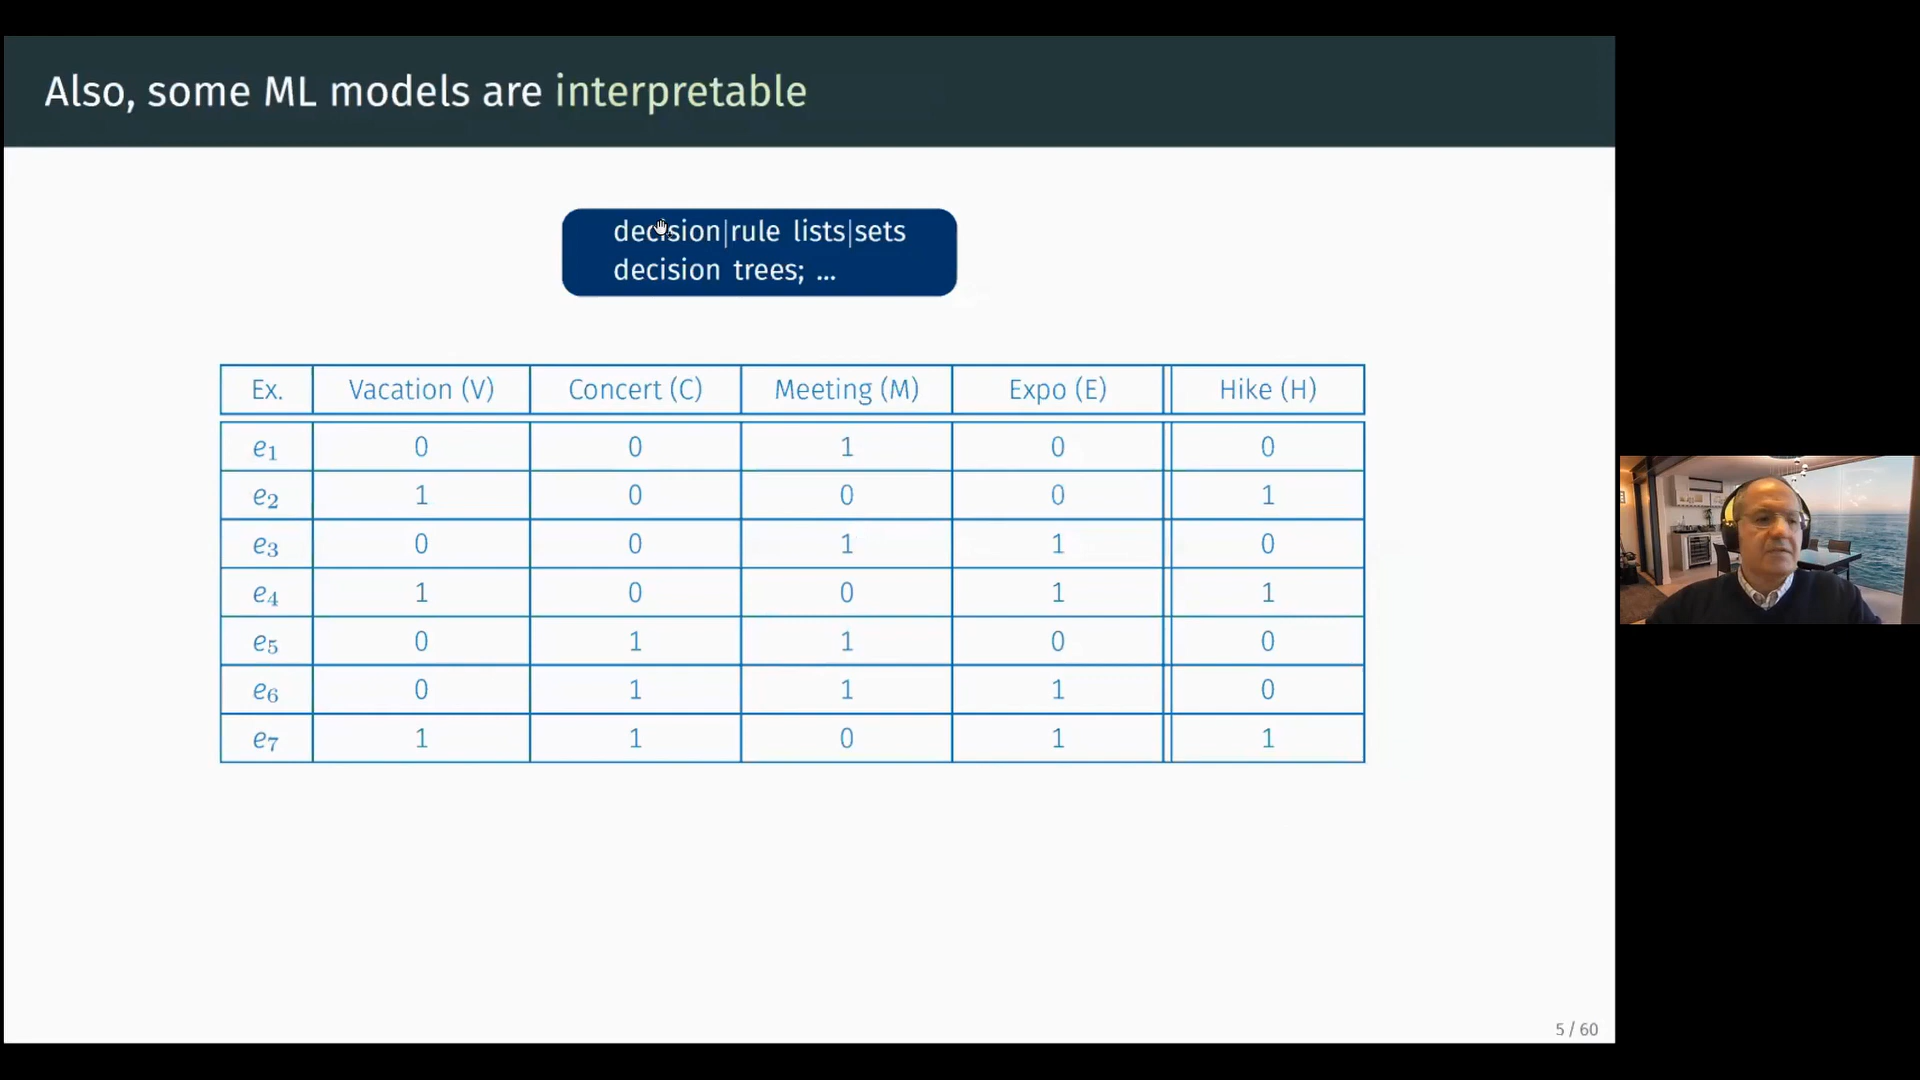 Also, some ML models are interpretable
decision|rule lists|sets
decision trees; ...
Ex. Vacation (V) Concert (C) Meeting (M) Expo (E) Hike (H)
e₁ 0 0 1 0 0
e₂ 1 0 0 0 1
e₃ 0 0 1 1 0
e₄ 1 0 0 1 1
e₅ 0 1 1 0 0
e₆ 0 1 1 1 0
e₇ 1 1 0 1 1
5 / 60